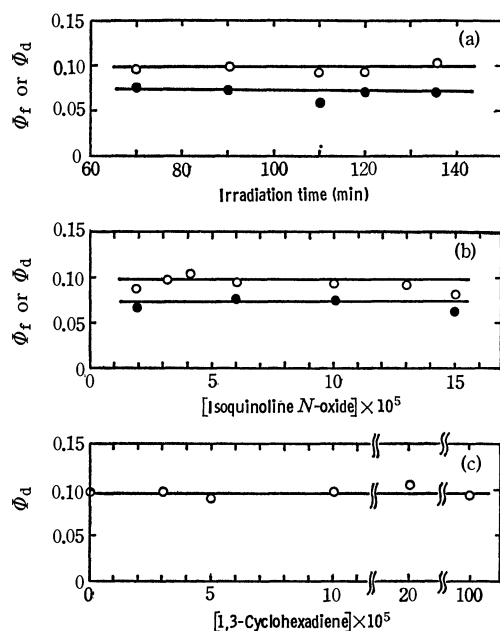 (a)
Φf or Φd
0.15
0.10
0.05
0
60 80 100 120 140
Irradiation time (min)
(b)
Φf or Φd
0.15
0.10
0.05
0
0 5 10 15
[Isoquinoline N-oxide]×10⁵
(c)
Φd
0.15
0.10
0.05
0
0 5 10 20 100
[1,3-Cyclohexadiene]×10⁵